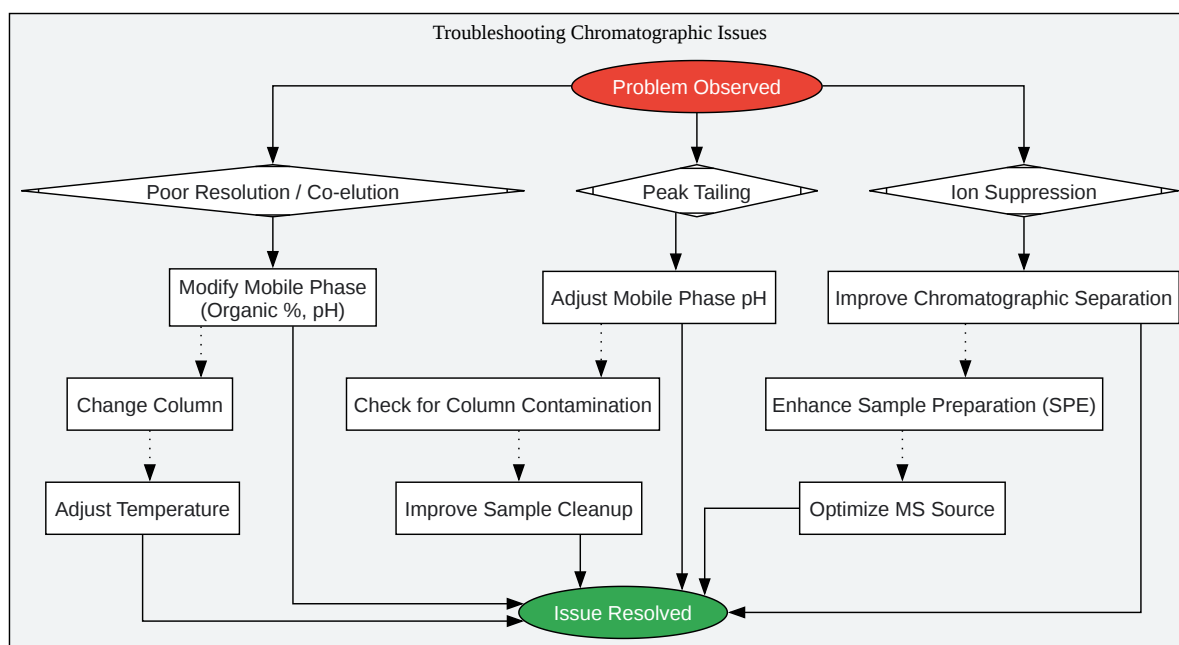 Troubleshooting Chromatographic Issues
Problem Observed
Poor Resolution / Co-elution
Peak Tailing
Ion Suppression
Modify Mobile Phase
(Organic %, pH)
Adjust Mobile Phase pH
Improve Chromatographic Separation
Change Column
Check for Column Contamination
Enhance Sample Preparation (SPE)
Adjust Temperature
Improve Sample Cleanup
Optimize MS Source
Issue Resolved